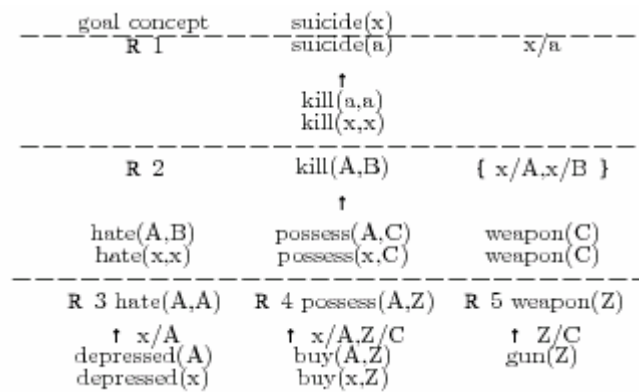 goal concept suicide(x)
R 1 suicide(a) x/a
↑
kill(a,a)
kill(x,x)
R 2 kill(A,B) { x/A,x/B }
↑
hate(A,B) possess(A,C) weapon(C)
hate(x,x) possess(x,C) weapon(C)
R 3 hate(A,A) R 4 possess(A,Z) R 5 weapon(Z)
↑ x/A ↑ x/A,Z/C ↑ Z/C
depressed(A) buy(A,Z) gun(Z)
depressed(x) buy(x,Z)